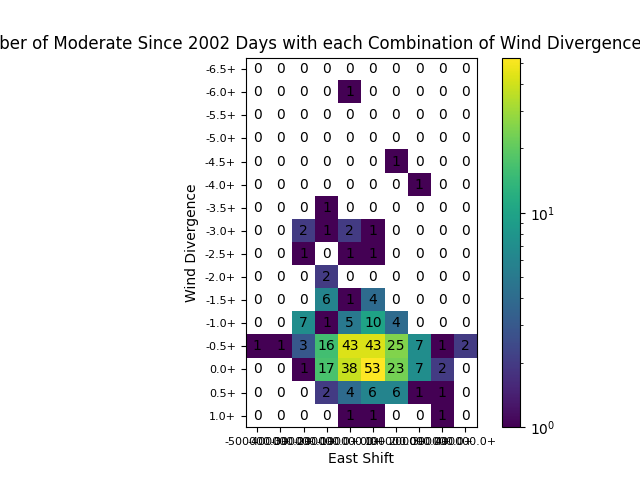 ber of Moderate Since 2002 Days with each Combination of Wind Divergence
-6.5+ 0 0 0 0 0 0 0 0 0 0
-6.0+ 0 0 0 0 1 0 0 0 0 0
-5.5+ 0 0 0 0 0 0 0 0 0 0
-5.0+ 0 0 0 0 0 0 0 0 0 0
-4.5+ 0 0 0 0 0 0 1 0 0 0
-4.0+ 0 0 0 0 0 0 0 1 0 0
-3.5+ 0 0 0 1 0 0 0 0 0 0
-3.0+ 0 0 2 1 2 1 0 0 0 0
-2.5+ 0 0 1 0 1 1 0 0 0 0
-2.0+ 0 0 0 2 0 0 0 0 0 0
-1.5+ 0 0 0 6 1 4 0 0 0 0
-1.0+ 0 0 7 1 5 10 4 0 0 0
-0.5+ 1 1 3 16 43 43 25 7 1 2
0.0+ 0 0 1 17 38 53 23 7 2 0
0.5+ 0 0 0 2 4 6 6 1 1 0
1.0+ 0 0 0 0 1 1 0 0 1 0
Wind Divergence
East Shift
10^1
10^0